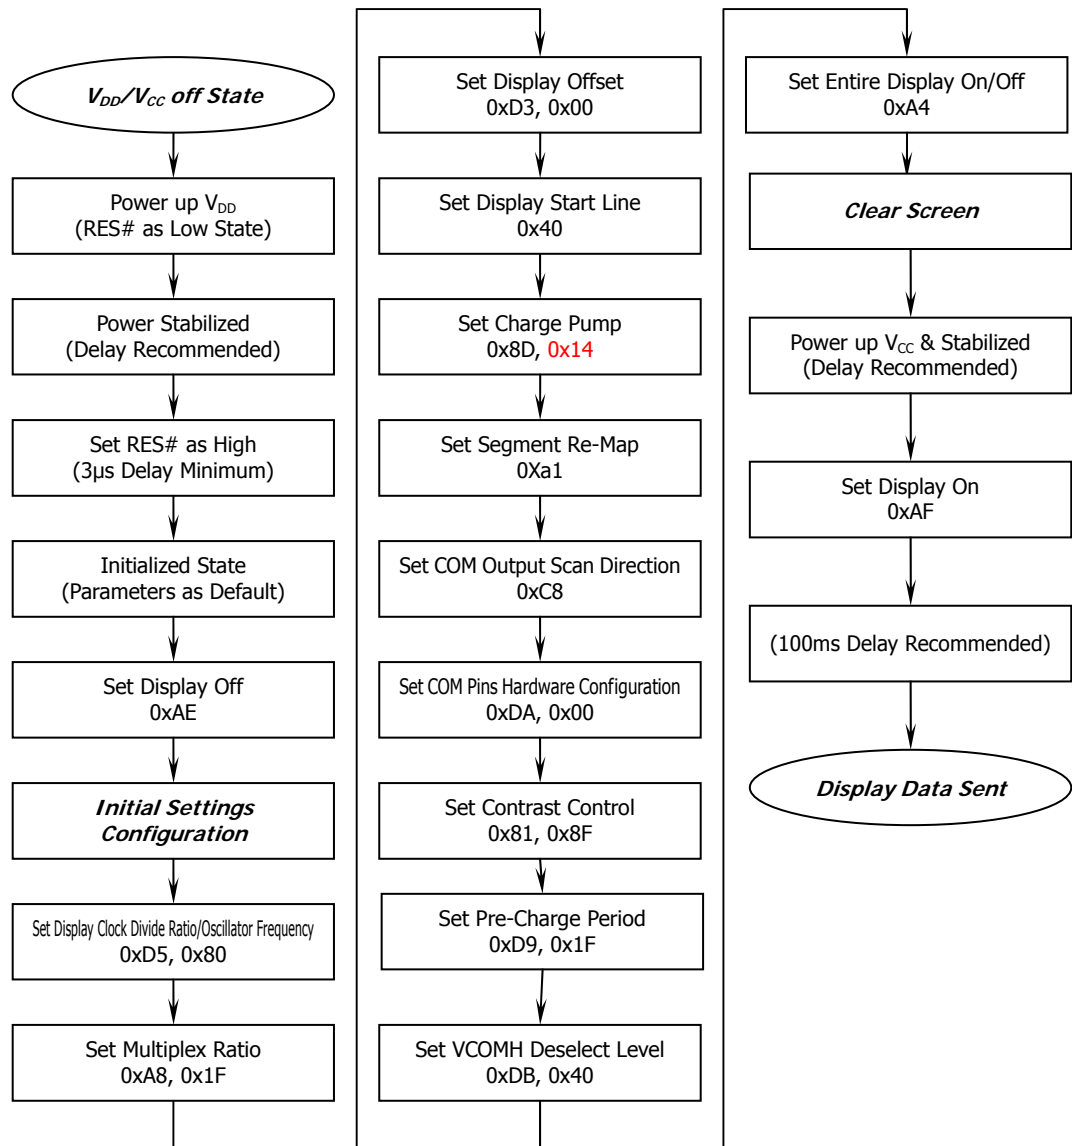 V_DD/V_CC off State
Power up V_DD
(RES# as Low State)
Power Stabilized
(Delay Recommended)
Set RES# as High
(3μs Delay Minimum)
Initialized State
(Parameters as Default)
Set Display Off
0xAE
Initial Settings
Configuration
Set Display Clock Divide Ratio/Oscillator Frequency
0xD5, 0x80
Set Multiplex Ratio
0xA8, 0x1F
Set Display Offset
0xD3, 0x00
Set Display Start Line
0x40
Set Charge Pump
0x8D, 0x14
Set Segment Re-Map
0Xa1
Set COM Output Scan Direction
0xC8
Set COM Pins Hardware Configuration
0xDA, 0x00
Set Contrast Control
0x81, 0x8F
Set Pre-Charge Period
0xD9, 0x1F
Set VCOMH Deselect Level
0xDB, 0x40
Set Entire Display On/Off
0xA4
Clear Screen
Power up V_CC & Stabilized
(Delay Recommended)
Set Display On
0xAF
(100ms Delay Recommended)
Display Data Sent